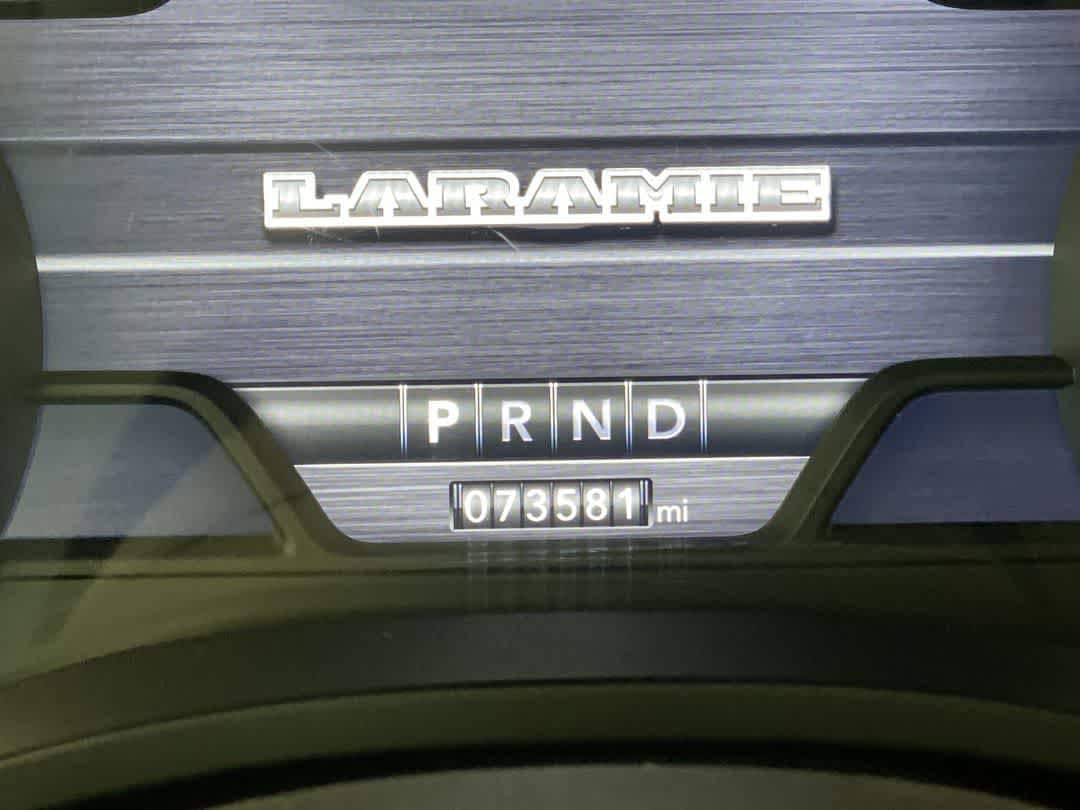 LARAMIE
P R N D
073581 mi